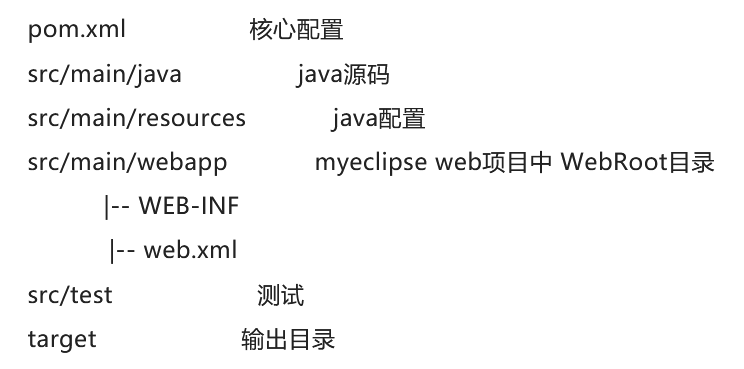 pom.xml 核心配置
src/main/java java源码
src/main/resources java配置
src/main/webapp myeclipse web项目中 WebRoot目录
|-- WEB-INF
|-- web.xml
src/test 测试
target 输出目录